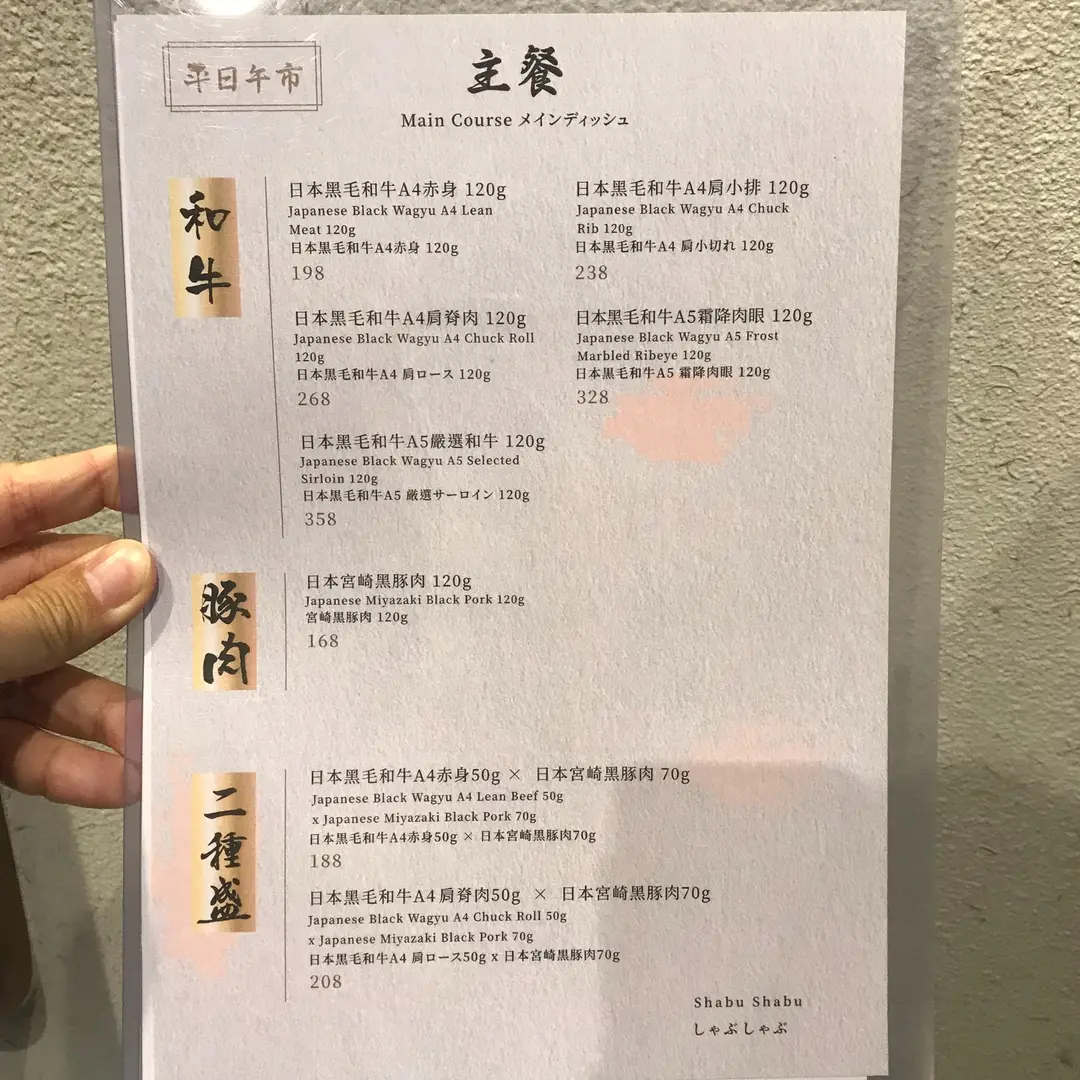 平日午市
主餐
Main Course メインディッシュ
和牛
日本黑毛和牛A4赤身 120g
Japanese Black Wagyu A4 Lean
Meat 120g
日本黒毛和牛A4赤身 120g
198
日本黑毛和牛A4肩小排 120g
Japanese Black Wagyu A4 Chuck
Rib 120g
日本黒毛和牛A4 肩小切れ 120g
238
日本黑毛和牛A4肩脊肉 120g
Japanese Black Wagyu A4 Chuck Roll
120g
日本黒毛和牛A4 肩ロース 120g
268
日本黑毛和牛A5霜降肉眼 120g
Japanese Black Wagyu A5 Frost
Marbled Ribeye 120g
日本黒毛和牛A5 霜降肉眼 120g
328
日本黑毛和牛A5嚴選和牛 120g
Japanese Black Wagyu A5 Selected
Sirloin 120g
日本黒毛和牛A5 厳選サーロイン 120g
358
豚肉
日本宮崎黑豚肉 120g
Japanese Miyazaki Black Pork 120g
宮崎黒豚肉 120g
168
二種盛
日本黑毛和牛A4赤身50g × 日本宮崎黑豚肉 70g
Japanese Black Wagyu A4 Lean Beef 50g
x Japanese Miyazaki Black Pork 70g
日本黒毛和牛A4赤身50g × 日本宮崎黒豚肉70g
188
日本黑毛和牛A4肩脊肉50g × 日本宮崎黑豚肉70g
Japanese Black Wagyu A4 Chuck Roll 50g
x Japanese Miyazaki Black Pork 70g
日本黒毛和牛A4 肩ロース50g x 日本宮崎黒豚肉70g
208
Shabu Shabu
しゃぶしゃぶ